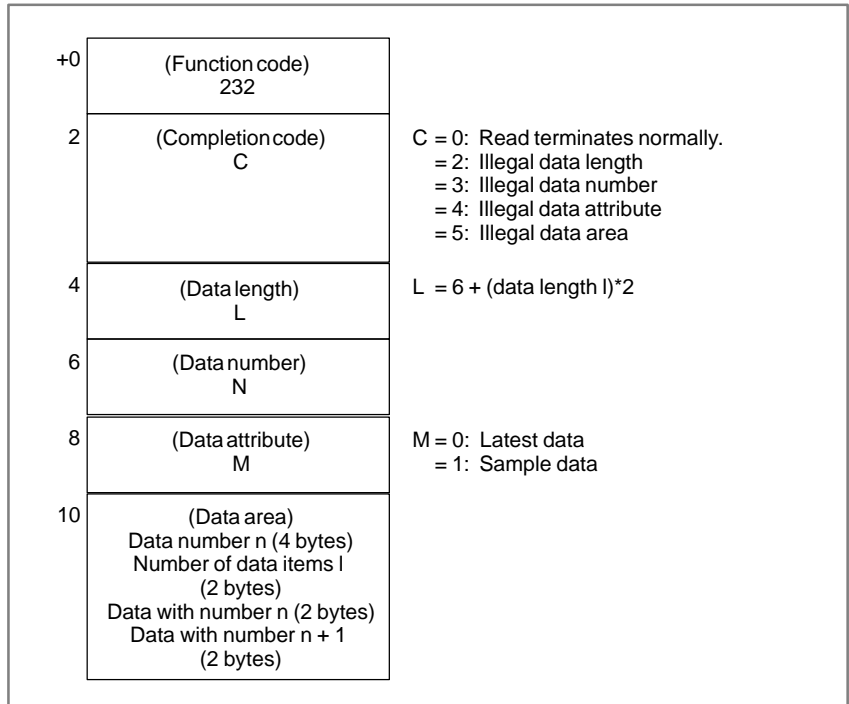 +0
(Function code)
232
2
(Completion code)
C
C = 0: Read terminates normally.
= 2: Illegal data length
= 3: Illegal data number
= 4: Illegal data attribute
= 5: Illegal data area
4
(Data length)
L
L = 6 + (data length l)*2
6
(Data number)
N
8
(Data attribute)
M
M = 0: Latest data
= 1: Sample data
10
(Data area)
Data number n (4 bytes)
Number of data items l
(2 bytes)
Data with number n (2 bytes)
Data with number n + 1
(2 bytes)